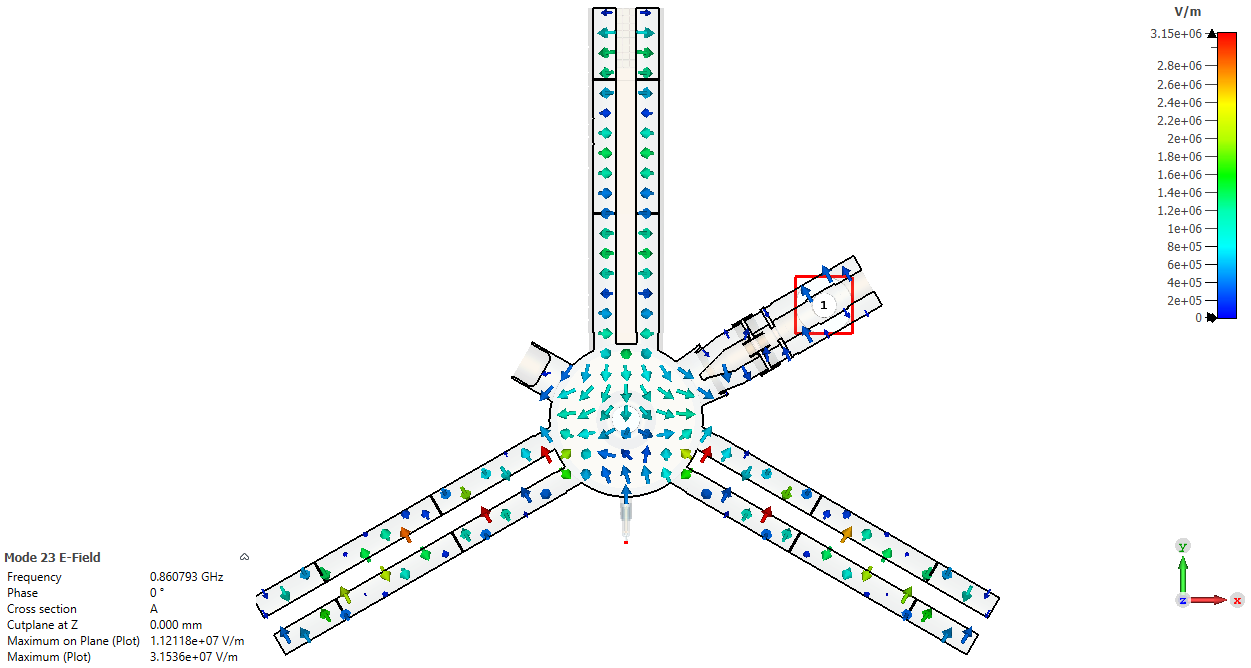 V/m
3.15e+06
2.8e+06
2.6e+06
2.4e+06
2.2e+06
2e+06
1.8e+06
1.6e+06
1.4e+06
1.2e+06
1e+06
8e+05
6e+05
4e+05
2e+05
0
1
Mode 23 E-Field
Frequency 0.860793 GHz
Phase 0 °
Cross section A
Cutplane at Z 0.000 mm
Maximum on Plane (Plot) 1.12118e+07 V/m
Maximum (Plot) 3.1536e+07 V/m
y
z x